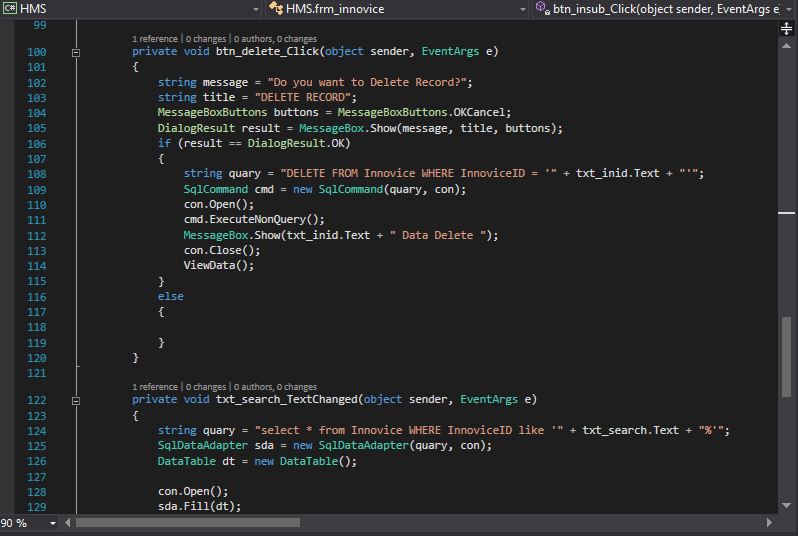 C# HMS HMS.frm_innovice btn_insub_Click(object sender, EventArgs e
99
1 reference | 0 changes | 0 authors, 0 changes
100 private void btn_delete_Click(object sender, EventArgs e)
101 {
102 string message = "Do you want to Delete Record?";
103 string title = "DELETE RECORD";
104 MessageBoxButtons buttons = MessageBoxButtons.OKCancel;
105 DialogResult result = MessageBox.Show(message, title, buttons);
106 if (result == DialogResult.OK)
107 {
108 string quary = "DELETE FROM Innovice WHERE InnoviceID = '" + txt_inid.Text + "'";
109 SqlCommand cmd = new SqlCommand(quary, con);
110 con.Open();
111 cmd.ExecuteNonQuery();
112 MessageBox.Show(txt_inid.Text + " Data Delete ");
113 con.Close();
114 ViewData();
115 }
116 else
117 {
118
119 }
120 }
121
1 reference | 0 changes | 0 authors, 0 changes
122 private void txt_search_TextChanged(object sender, EventArgs e)
123 {
124 string quary = "select * from Innovice WHERE InnoviceID like '" + txt_search.Text + "%'";
125 SqlDataAdapter sda = new SqlDataAdapter(quary, con);
126 DataTable dt = new DataTable();
127
128 con.Open();
129 sda.Fill(dt);
90 %